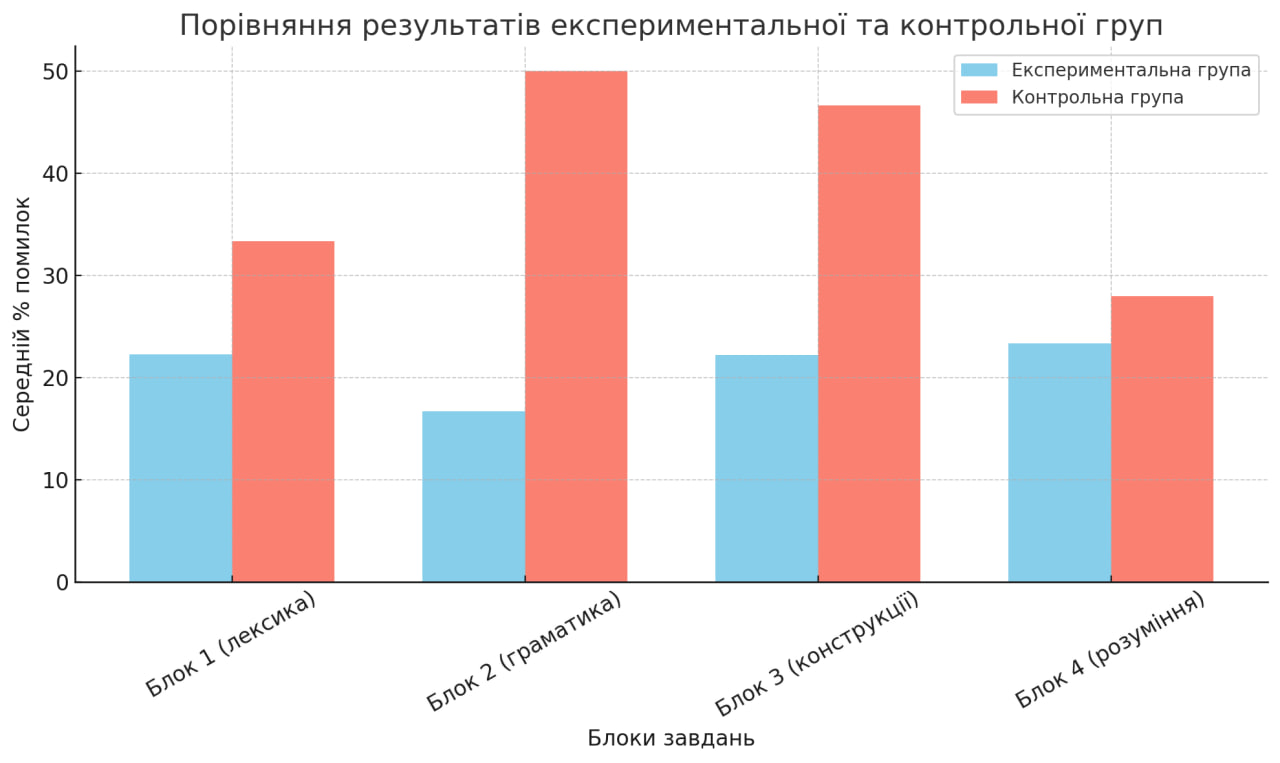 Порівняння результатів експериментальної та контрольної груп
Експериментальна група
Контрольна група
Середній % помилок
50
40
30
20
10
0
Блок 1 (лексика)
Блок 2 (граматика)
Блок 3 (конструкції)
Блок 4 (розуміння)
Блоки завдань